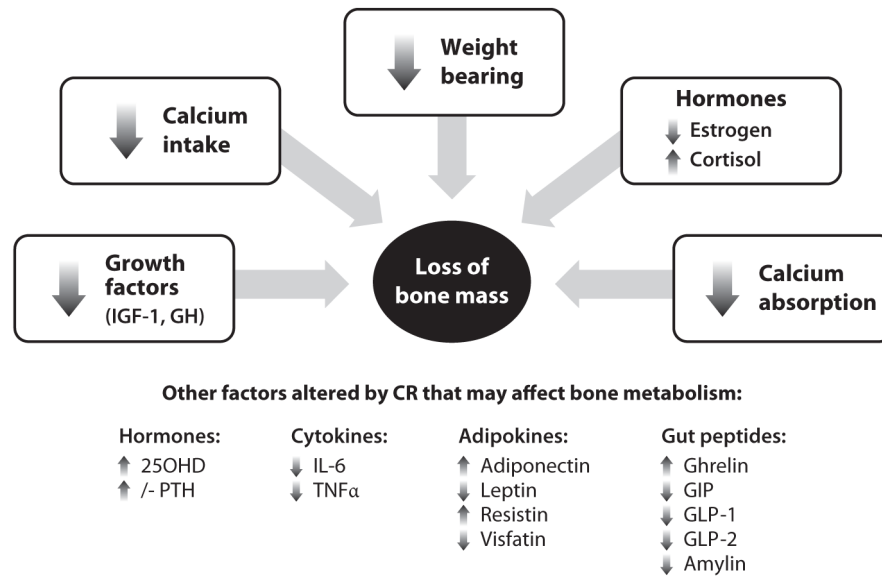 Weight
bearing
Calcium
intake
Hormones
Estrogen
Cortisol
Growth
factors
(IGF-1, GH)
Loss of
bone mass
Calcium
absorption
Other factors altered by CR that may affect bone metabolism:
Hormones:
25OHD
/- PTH
Cytokines:
IL-6
TNFα
Adipokines:
Adiponectin
Leptin
Resistin
Visfatin
Gut peptides:
Ghrelin
GIP
GLP-1
GLP-2
Amylin